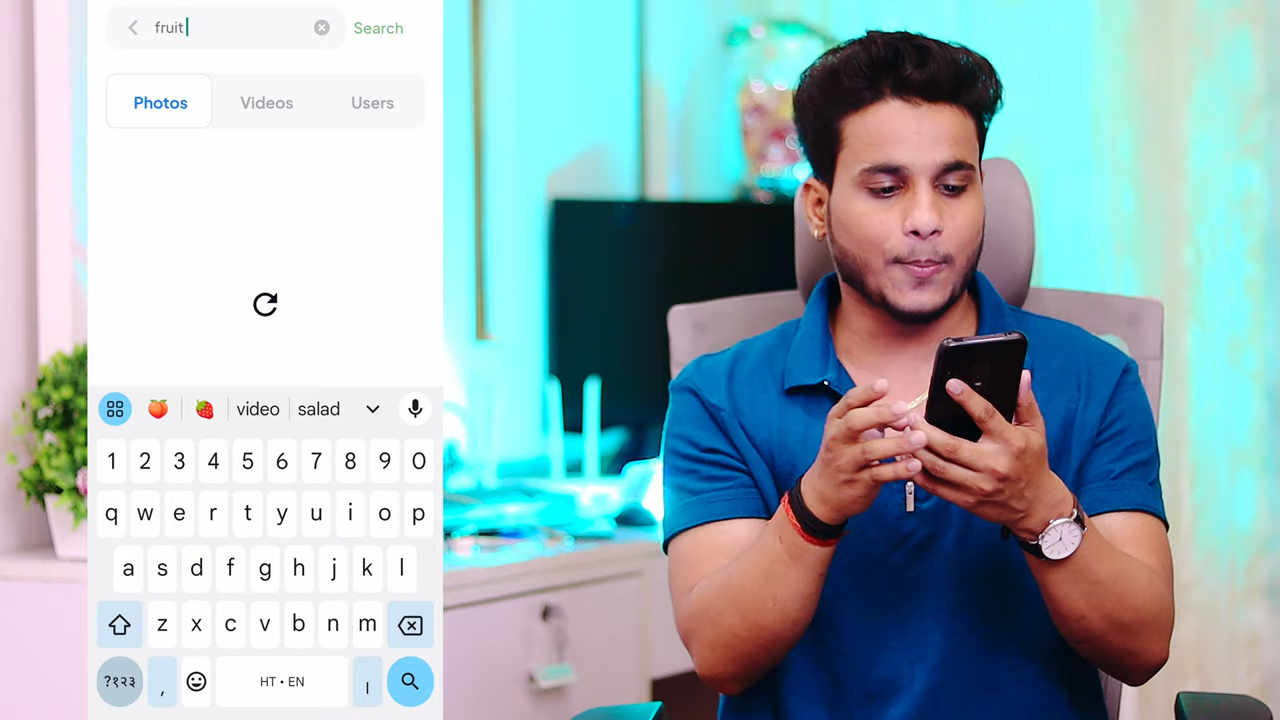 fruit Search
Photos Videos Users
video salad
1 2 3 4 5 6 7 8 9 0
q w e r t y u i o p
a s d f g h j k l
z x c v b n m
?१२३ , HT • EN ।